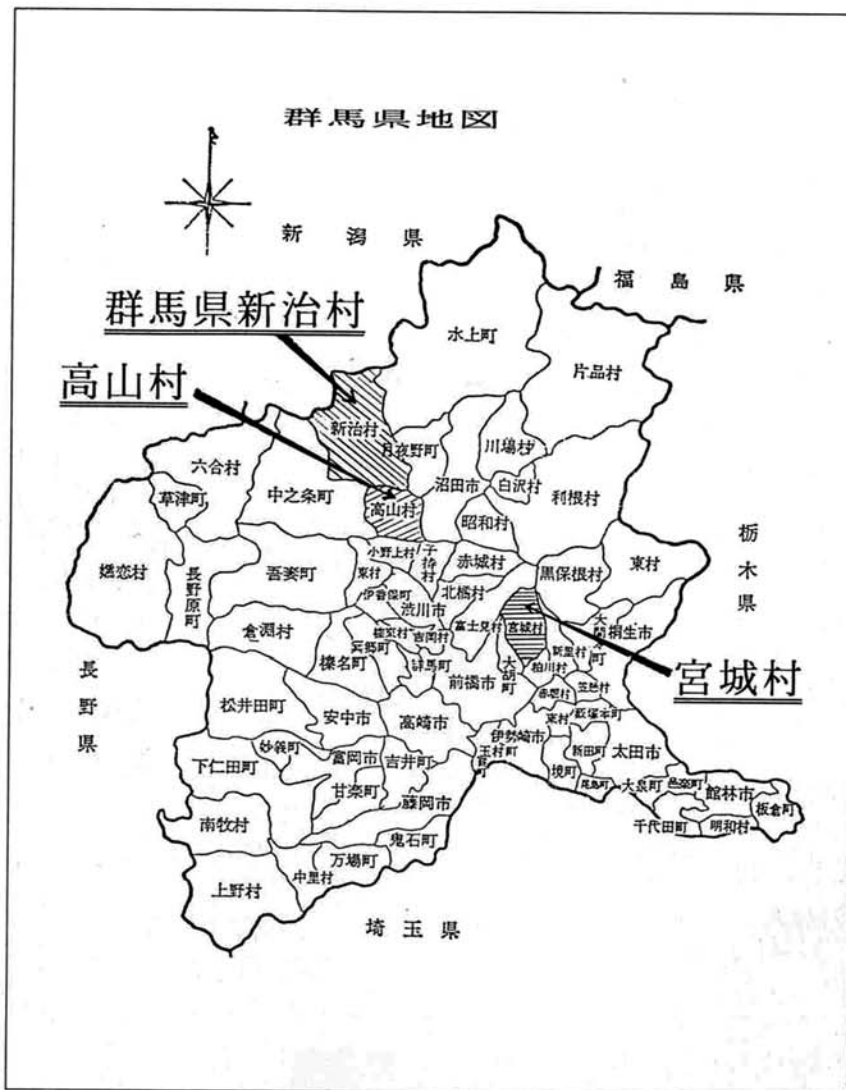 群馬県地図
新潟県
福島県
群馬県新治村
水上町
高山村
片品村
新治村
月夜野町
川場村
六合村
沼田市
白沢村
草津町
中之条町
利根村
高山村
昭和村
栃木県
小野上村
子持村
赤城村
東村
嬬恋村
長野原町
吾妻町
東村
黒保根村
伊香保町
北橘村
渋川市
桐生市
倉渕村
富士見村
宮城村
吉岡村
新里村
榛名町
箕郷町
群馬町
大胡町
粕川村
宮城村
長野県
前橋市
笠懸村
赤堀村
松井田町
安中市
高崎市
伊勢崎市
東村
藪塚本町
妙義町
玉村町
新田町
太田市
下仁田町
富岡市
吉井町
境町
尾島町
大泉町
邑楽町
館林市
甘楽町
板倉町
藤岡市
南牧村
千代田町
明和村
鬼石町
万場町
中里村
上野村
埼玉県